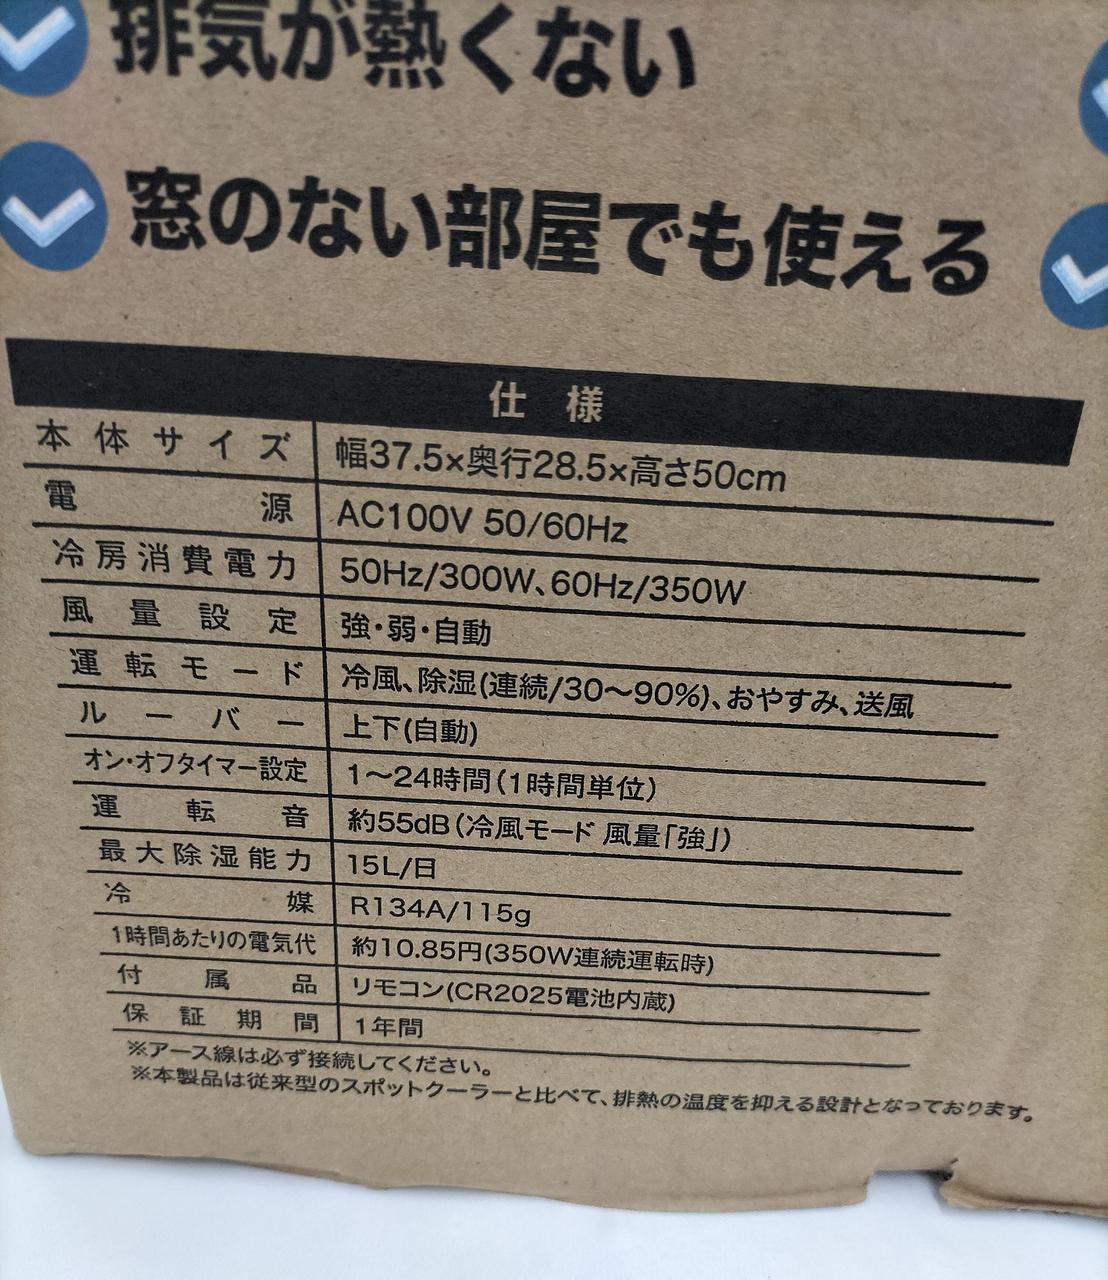 排気が熱くない
窓のない部屋でも使える
仕様
本体サイズ 幅37.5×奥行28.5×高さ50cm
電源 AC100V 50/60Hz
冷房消費電力 50Hz/300W、60Hz/350W
風量設定 強・弱・自動
運転モード 冷風、除湿(連続/30～90%)、おやすみ、送風
ルーバー 上下(自動)
オン・オフタイマー設定 1～24時間(1時間単位)
運転音 約55dB(冷風モード 風量「強」)
最大除湿能力 15L/日
冷媒 R134A/115g
1時間あたりの電気代 約10.85円(350W連続運転時)
付属品 リモコン(CR2025電池内蔵)
保証期間 1年間
※アース線は必ず接続してください。
※本製品は従来型のスポットクーラーと比べて、排熱の温度を抑える設計となっております。